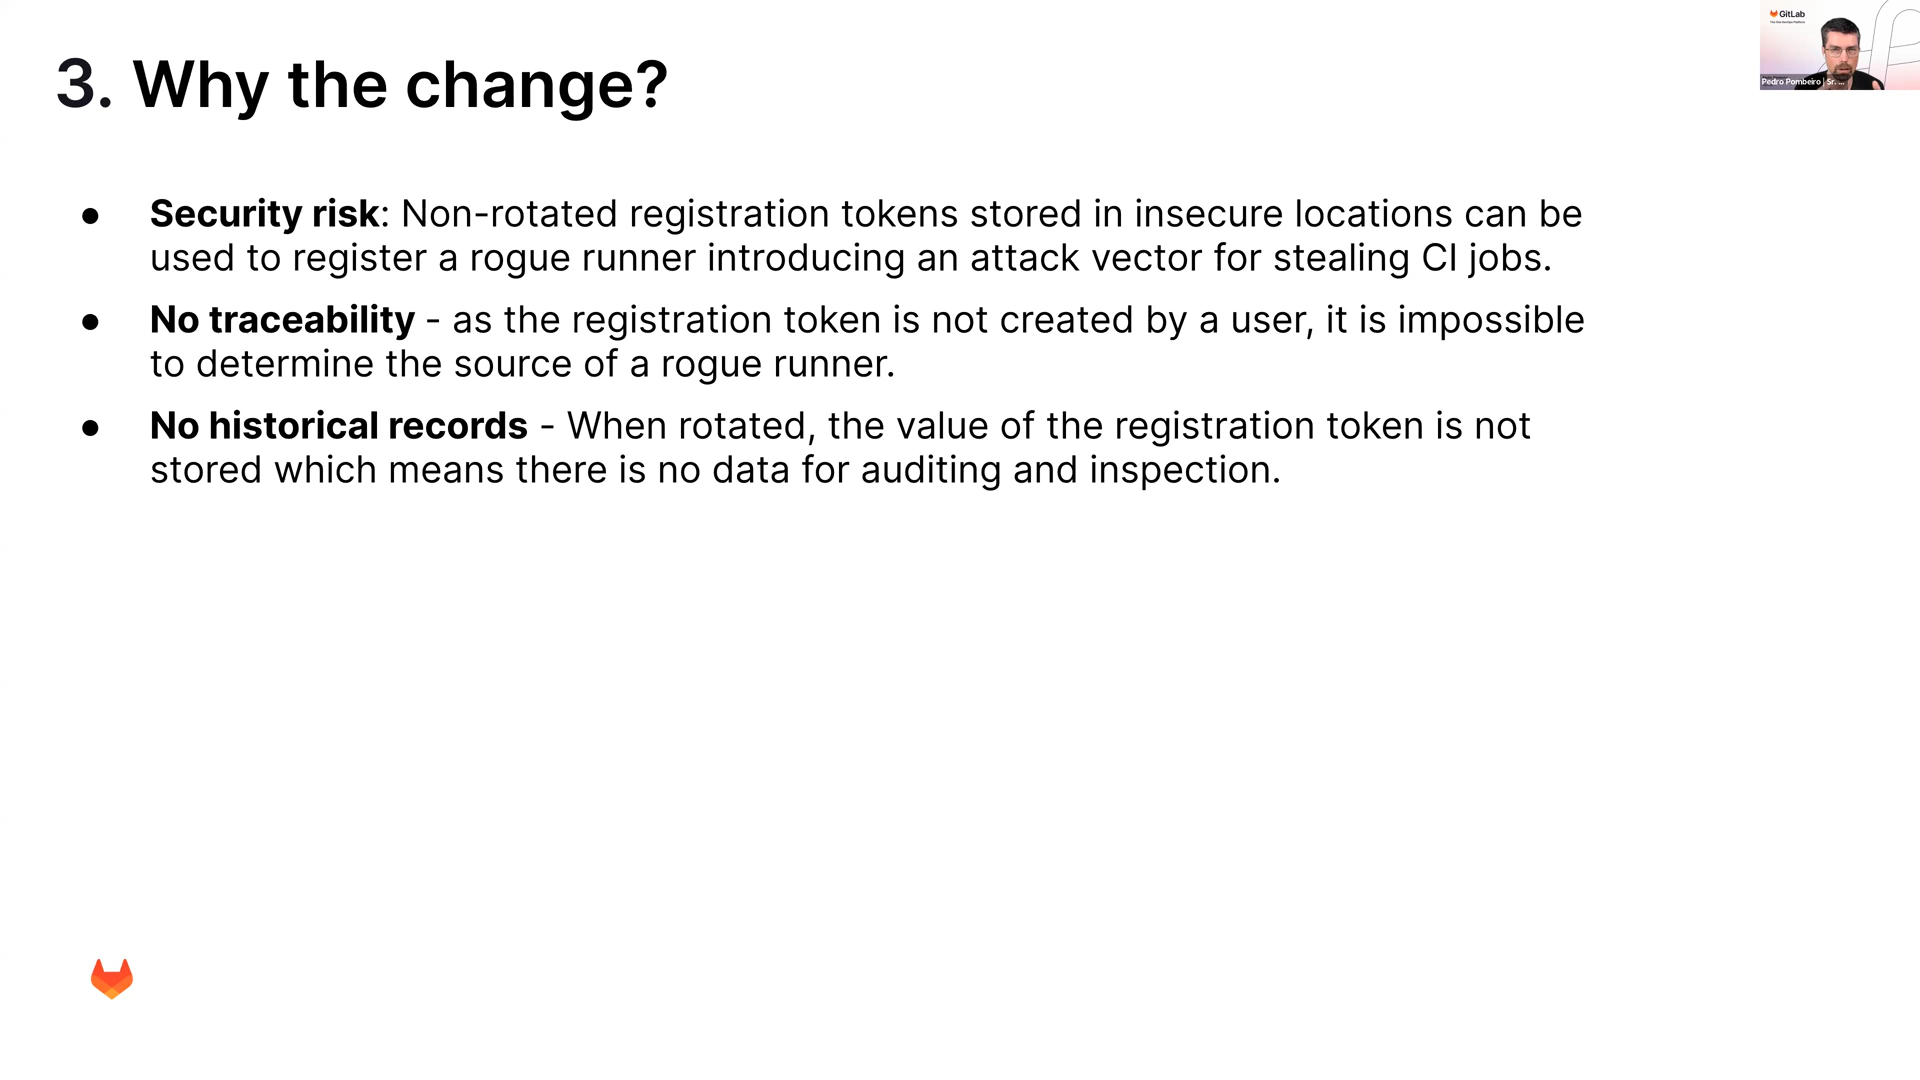 3. Why the change?
● Security risk: Non-rotated registration tokens stored in insecure locations can be
used to register a rogue runner introducing an attack vector for stealing CI jobs.
● No traceability - as the registration token is not created by a user, it is impossible
to determine the source of a rogue runner.
● No historical records - When rotated, the value of the registration token is not
stored which means there is no data for auditing and inspection.
GitLab
Pedro Pombeiro | Sr. ...